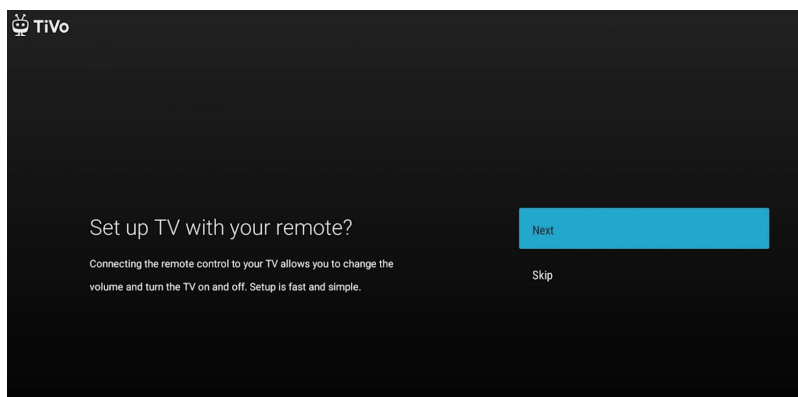 TiVo
Set up TV with your remote?
Connecting the remote control to your TV allows you to change the
volume and turn the TV on and off. Setup is fast and simple.
Next
Skip